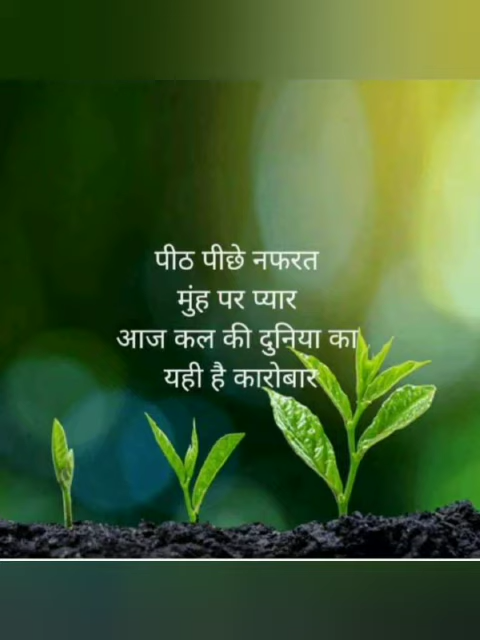 पीठ पीछे नफरत
मुंह पर प्यार
आज कल की दुनिया का
यही है कारोबार